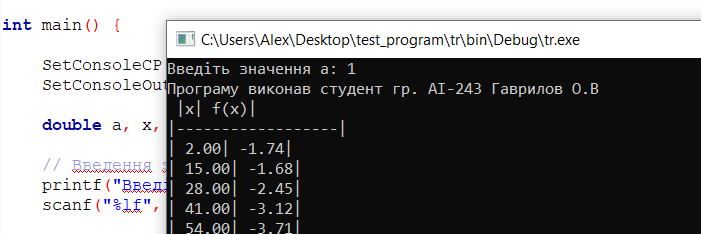 int main() {
SetConsoleCP
SetConsoleOut
double a, x,
// Введення з
printf("Введі
scanf("%lf",
C:\Users\Alex\Desktop\test_program\tr\bin\Debug\tr.exe
Введіть значення a: 1
Програму виконав студент гр. АІ-243 Гаврилов О.В
|x| f(x)|
|------------------|
| 2.00| -1.74|
| 15.00| -1.68|
| 28.00| -2.45|
| 41.00| -3.12|
| 54.00| -3.71|